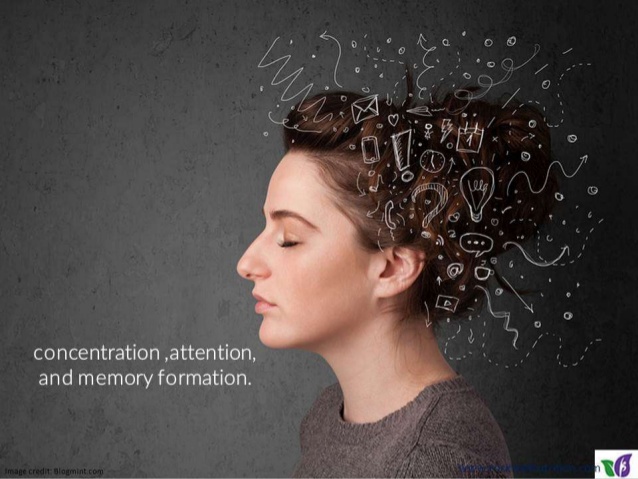 concentration ,attention,
and memory formation.
Image credit: Blogmint.com